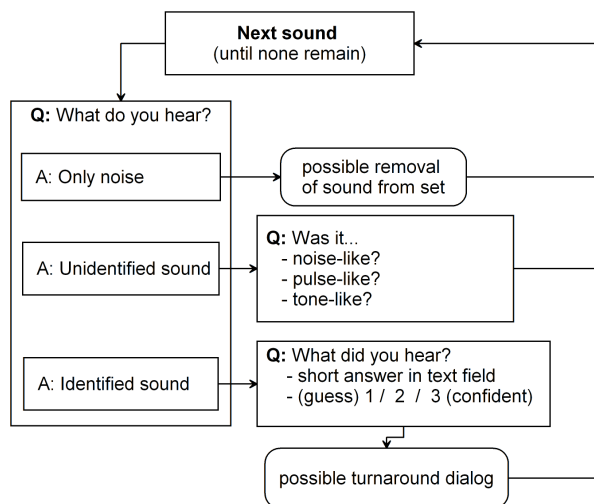 Next sound
(until none remain)
Q: What do you hear?
A: Only noise
possible removal
of sound from set
A: Unidentified sound
Q: Was it...
- noise-like?
- pulse-like?
- tone-like?
A: Identified sound
Q: What did you hear?
- short answer in text field
- (guess) 1 / 2 / 3 (confident)
possible turnaround dialog